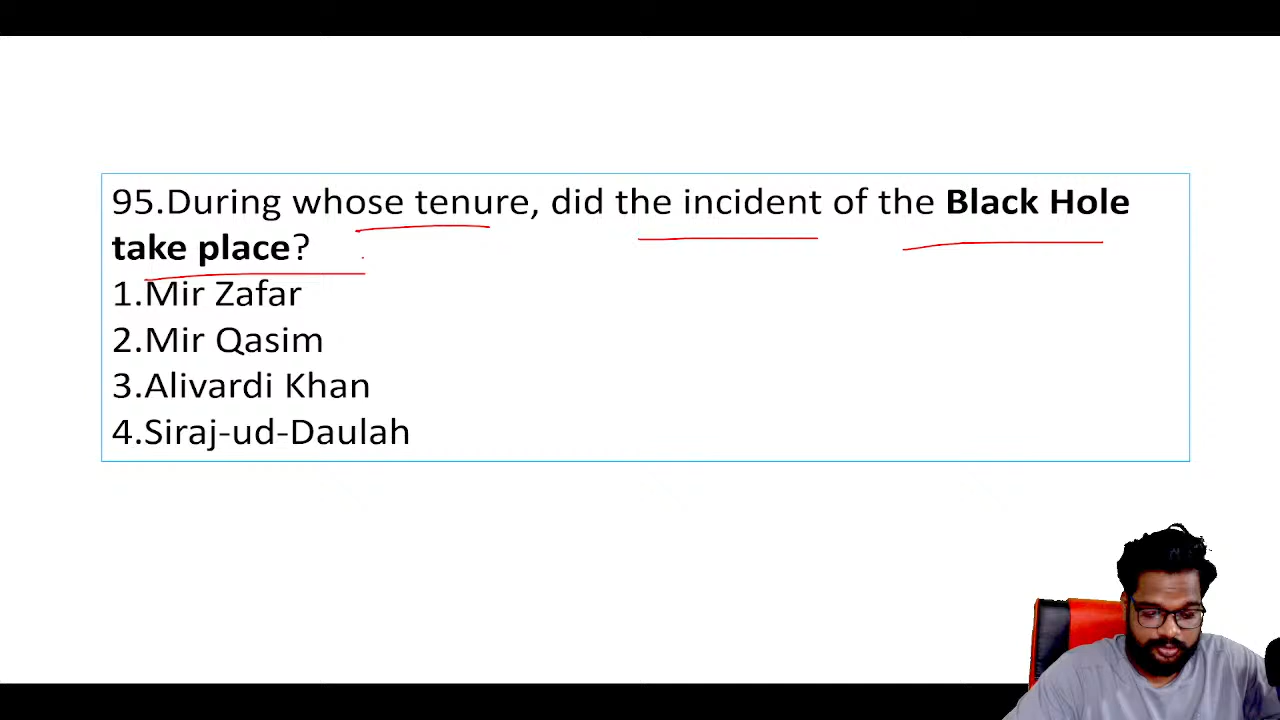 95.During whose tenure, did the incident of the Black Hole
take place?
1.Mir Zafar
2.Mir Qasim
3.Alivardi Khan
4.Siraj-ud-Daulah